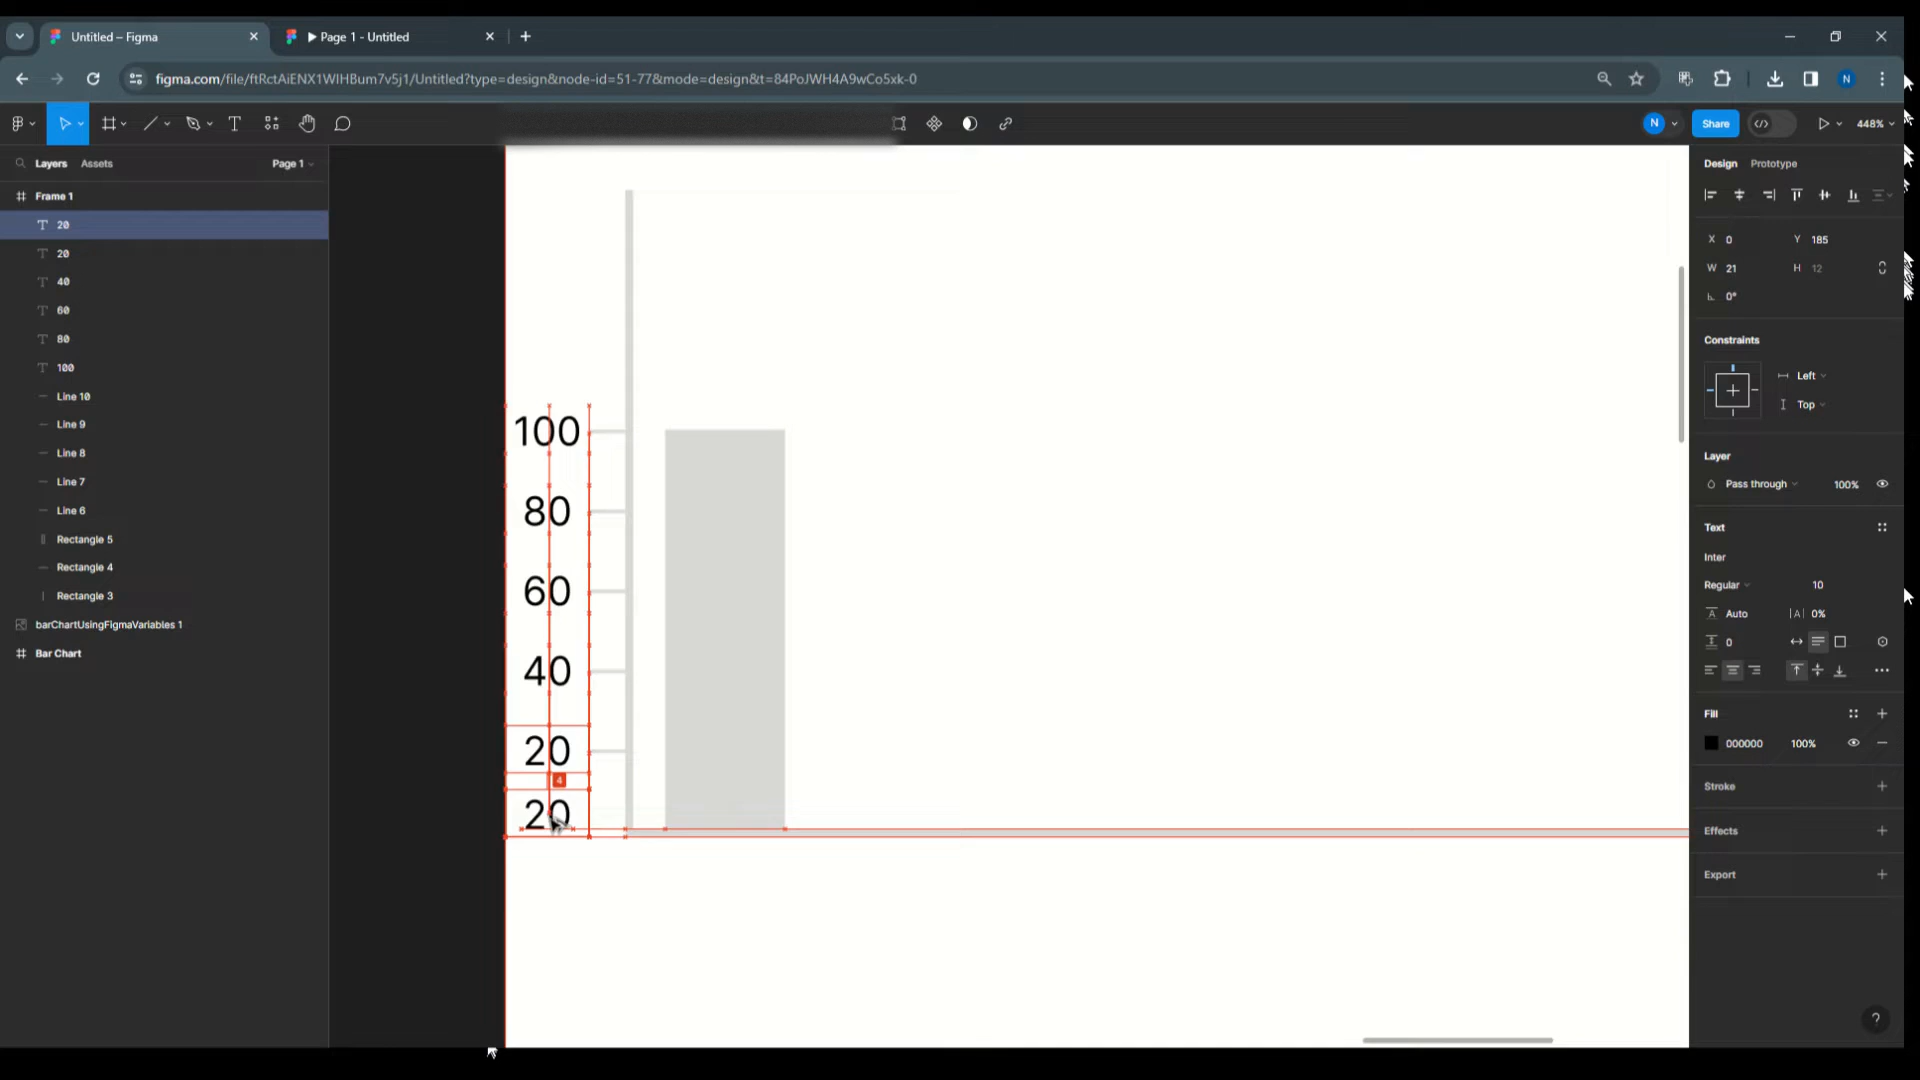 Untitled – Figma
Page 1 - Untitled
figma.com/file/ftRctAiENX1WIHBum7v5j1/Untitled?type=design&node-id=51-77&mode=design&t=84PoJWH4A9wCo5xk-0
N
N
Share
448%
Layers
Assets
Page 1
Design
Prototype
Frame 1
20
20
40
60
80
100
Line 10
Line 9
Line 8
Line 7
Line 6
Rectangle 5
Rectangle 4
Rectangle 3
barChartUsingFigmaVariables 1
Bar Chart
100
80
60
40
20
4
20
X 0
Y 185
W 21
H 12
0°
Constraints
Left
Top
Layer
Pass through
100%
Text
Inter
Regular
10
Auto
|A| 0%
0
Fill
000000
100%
Stroke
Effects
Export
?